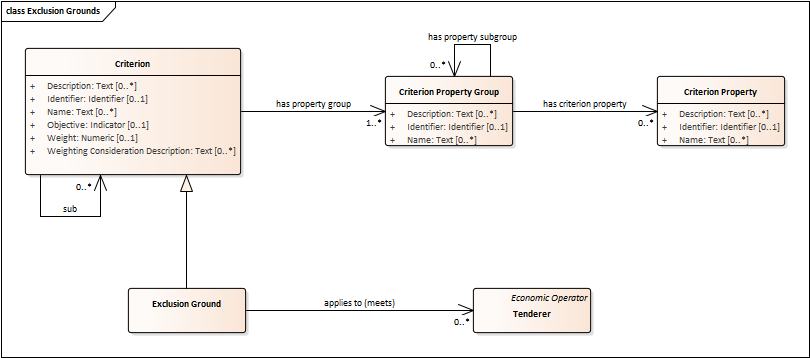 class Exclusion Grounds
has property subgroup
0..*
Criterion
+ Description: Text [0..*]
+ Identifier: Identifier [0..1]
+ Name: Text [0..*]
+ Objective: Indicator [0..1]
+ Weight: Numeric [0..1]
+ Weighting Consideration Description: Text [0..*]
has property group
1..*
Criterion Property Group
+ Description: Text [0..*]
+ Identifier: Identifier [0..1]
+ Name: Text [0..*]
has criterion property
0..*
Criterion Property
+ Description: Text [0..*]
+ Identifier: Identifier [0..1]
+ Name: Text [0..*]
0..*
sub
Exclusion Ground
applies to (meets)
0..*
Economic Operator
Tenderer